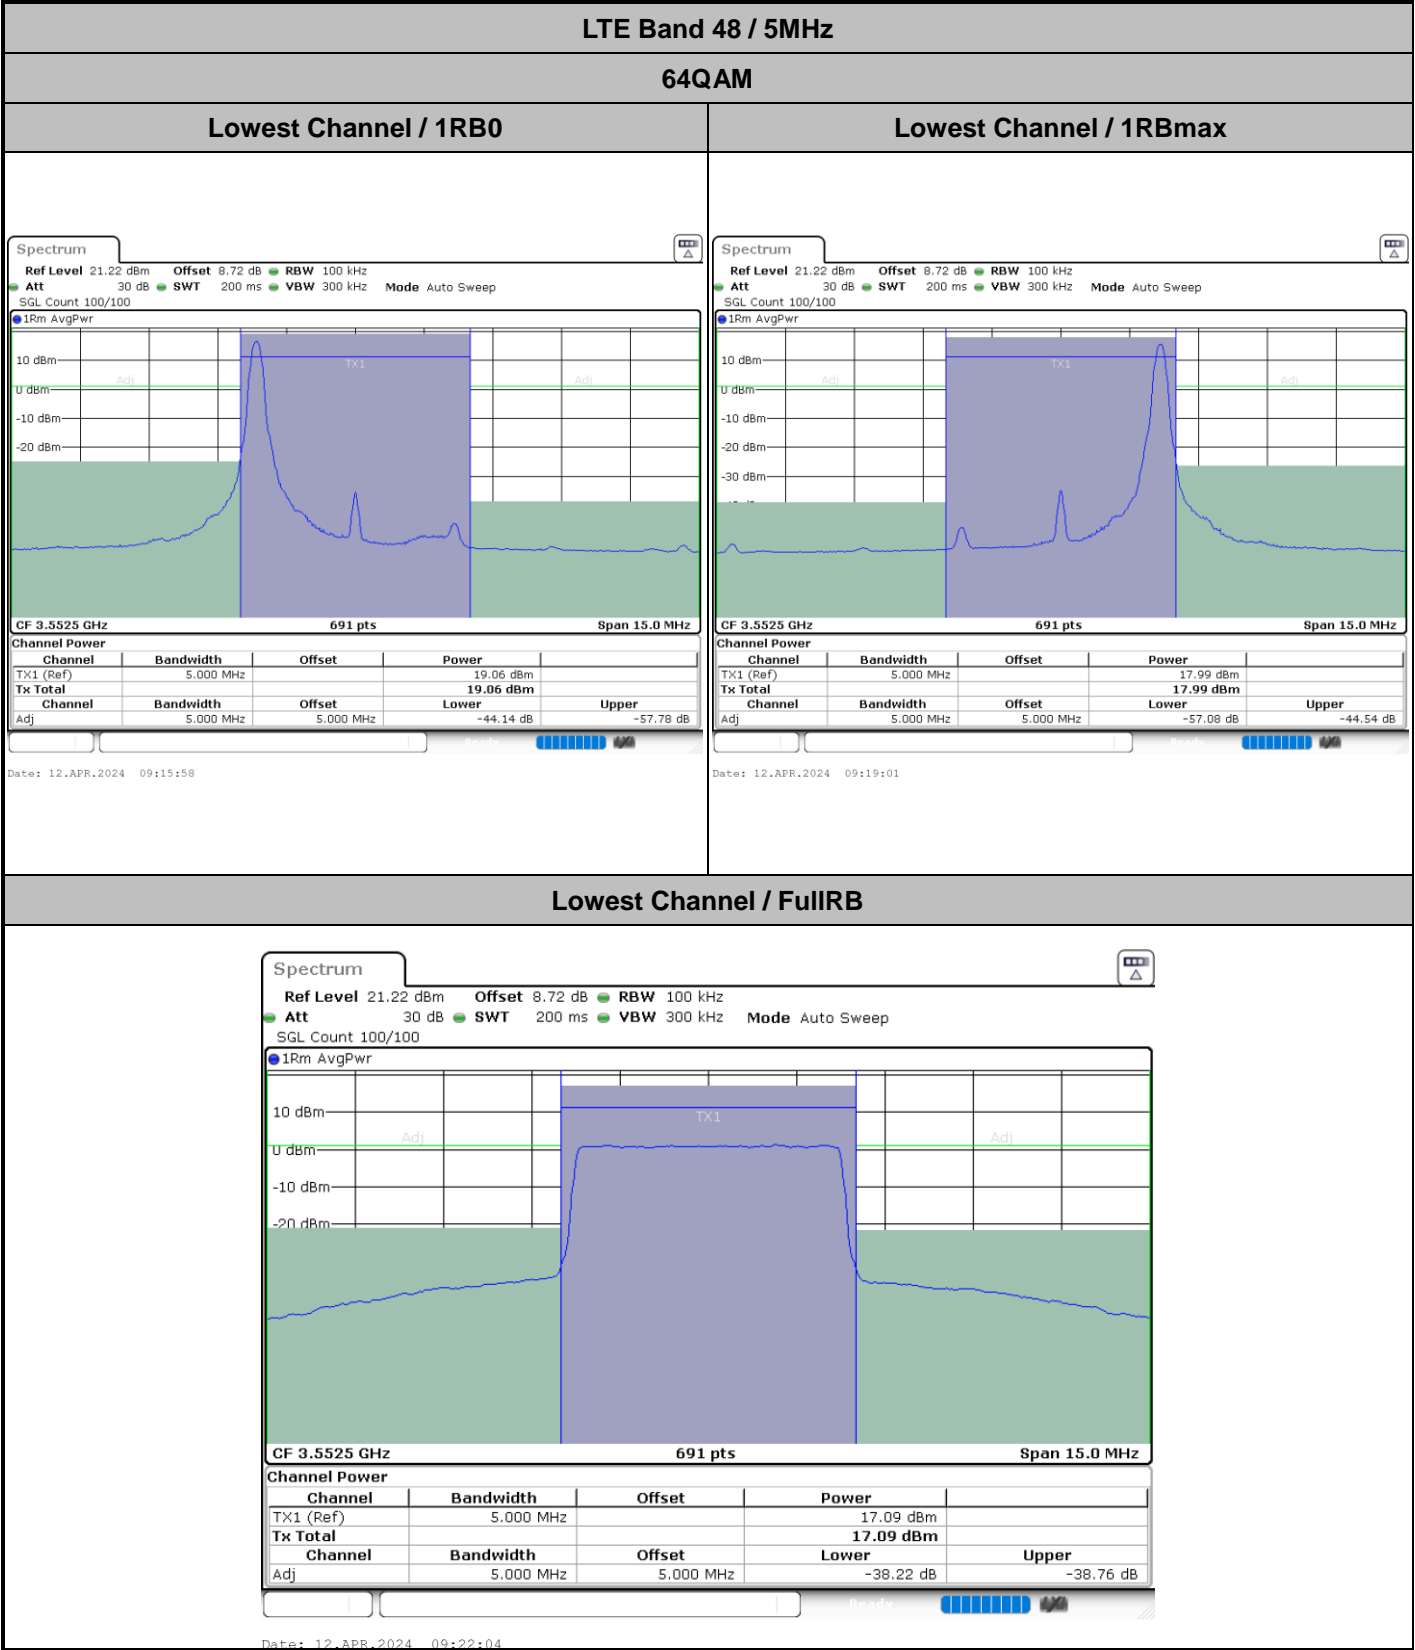 LTE Band 48 / 5MHz
64QAM
Lowest Channel / 1RB0
Lowest Channel / 1RBmax
Spectrum
Ref Level 21.22 dBm Offset 8.72 dB RBW 100 kHz
Att 30 dB SWT 200 ms VBW 300 kHz Mode Auto Sweep
SGL Count 100/100
1Rm AvgPwr
10 dBm
TX1
Adj
Adj
0 dBm
-10 dBm
-20 dBm
CF 3.5525 GHz 691 pts Span 15.0 MHz
Channel Power
Channel Bandwidth Offset Power
TX1 (Ref) 5.000 MHz 19.06 dBm
Tx Total 19.06 dBm
Channel Bandwidth Offset Lower Upper
Adj 5.000 MHz 5.000 MHz -44.14 dB -57.78 dB
Date: 12.APR.2024 09:15:58
Spectrum
Ref Level 21.22 dBm Offset 8.72 dB RBW 100 kHz
Att 30 dB SWT 200 ms VBW 300 kHz Mode Auto Sweep
SGL Count 100/100
1Rm AvgPwr
10 dBm
TX1
Adj
Adj
0 dBm
-10 dBm
-20 dBm
-30 dBm
CF 3.5525 GHz 691 pts Span 15.0 MHz
Channel Power
Channel Bandwidth Offset Power
TX1 (Ref) 5.000 MHz 17.99 dBm
Tx Total 17.99 dBm
Channel Bandwidth Offset Lower Upper
Adj 5.000 MHz 5.000 MHz -57.08 dB -44.54 dB
Date: 12.APR.2024 09:19:01
Lowest Channel / FullRB
Spectrum
Ref Level 21.22 dBm Offset 8.72 dB RBW 100 kHz
Att 30 dB SWT 200 ms VBW 300 kHz Mode Auto Sweep
SGL Count 100/100
1Rm AvgPwr
10 dBm
TX1
Adj
Adj
0 dBm
-10 dBm
-20 dBm
CF 3.5525 GHz 691 pts Span 15.0 MHz
Channel Power
Channel Bandwidth Offset Power
TX1 (Ref) 5.000 MHz 17.09 dBm
Tx Total 17.09 dBm
Channel Bandwidth Offset Lower Upper
Adj 5.000 MHz 5.000 MHz -38.22 dB -38.76 dB
Ready
Date: 12.APR.2024 09:22:04